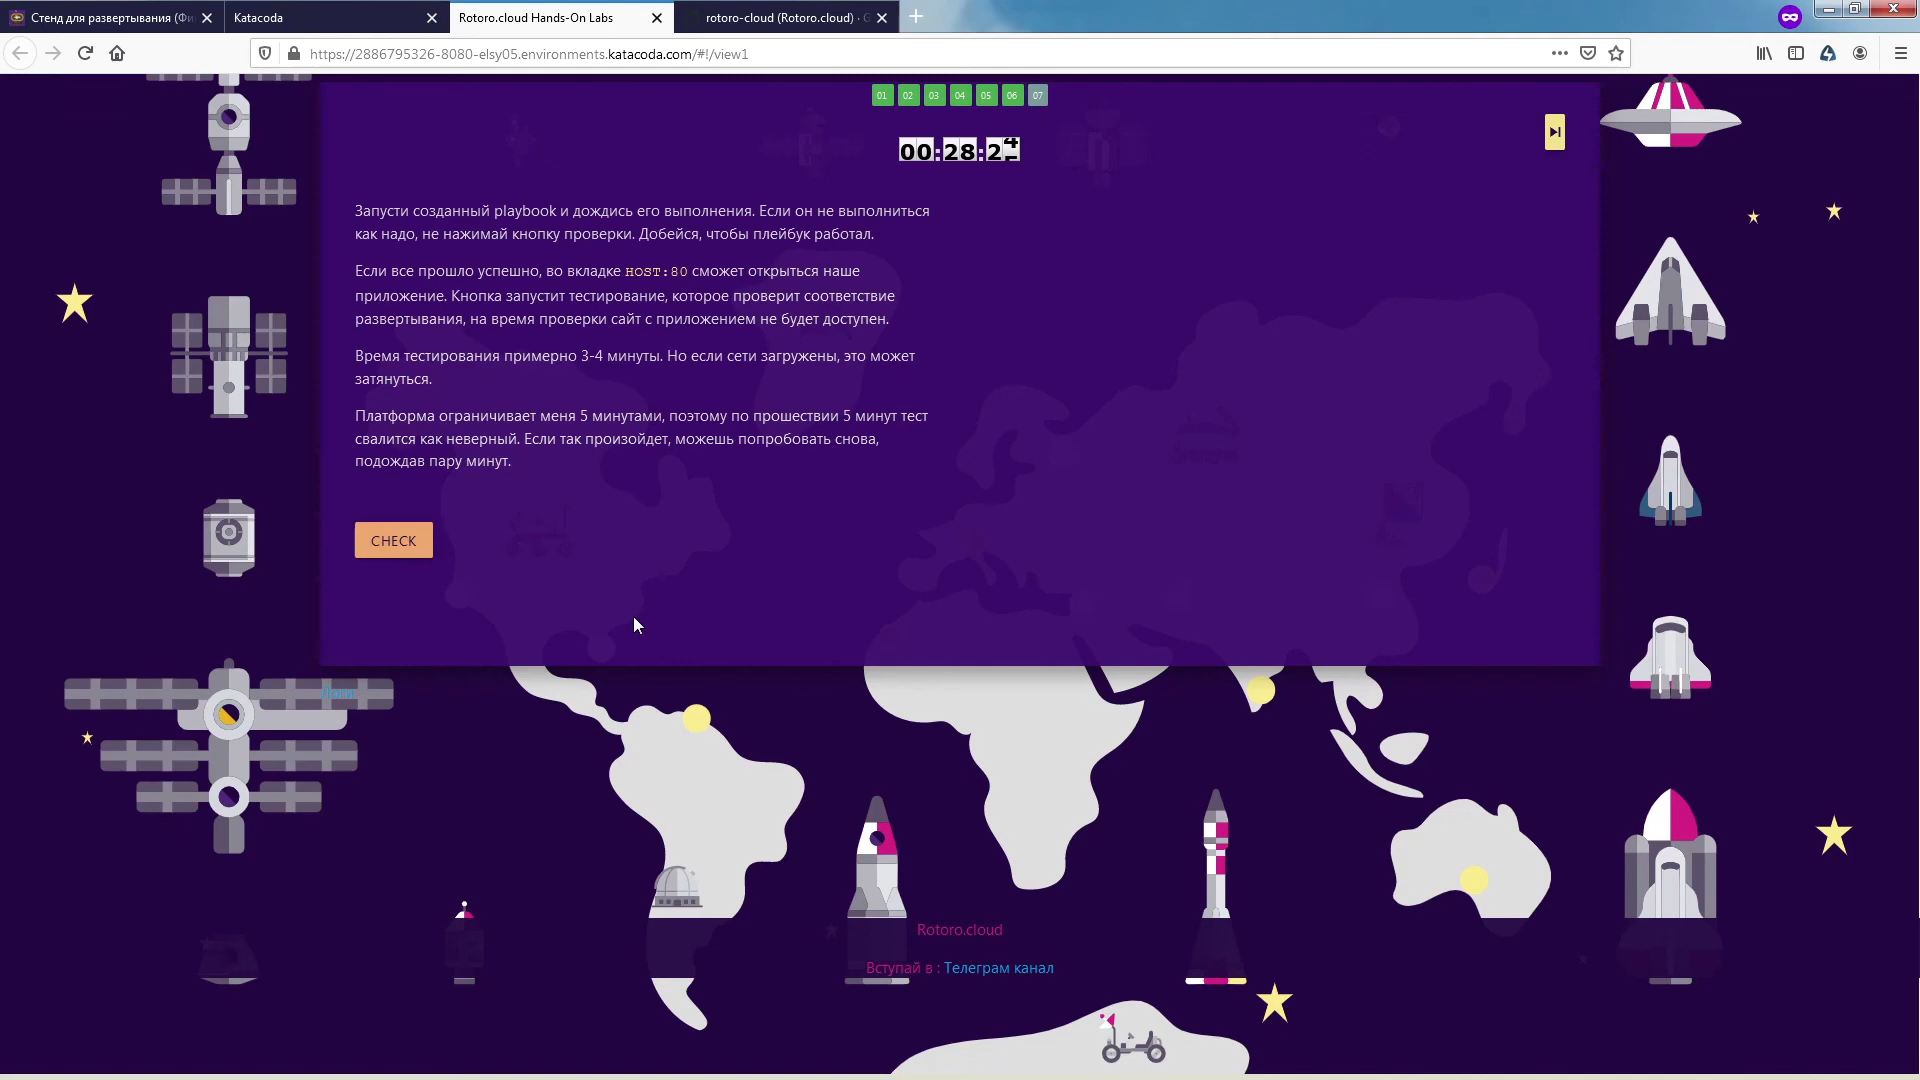 Стенд для развертывания (Фи
Katacoda
Rotoro.cloud Hands-On Labs
rotoro-cloud (Rotoro.cloud) · G
https://2886795326-8080-elsy05.environments.katacoda.com/#!/view1
01 02 03 04 05 06 07
00:28:2
Запусти созданный playbook и дождись его выполнения. Если он не выполниться
как надо, не нажимай кнопку проверки. Добейся, чтобы плейбук работал.
Если все прошло успешно, во вкладке HOST:80 сможет открыться наше
приложение. Кнопка запустит тестирование, которое проверит соответствие
развертывания, на время проверки сайт с приложением не будет доступен.
Время тестирования примерно 3-4 минуты. Но если сети загружены, это может
затянуться.
Платформа ограничивает меня 5 минутами, поэтому по прошествии 5 минут тест
свалится как неверный. Если так произойдет, можешь попробовать снова,
подождав пару минут.
CHECK
Rotoro.cloud
Вступай в : Телеграм канал